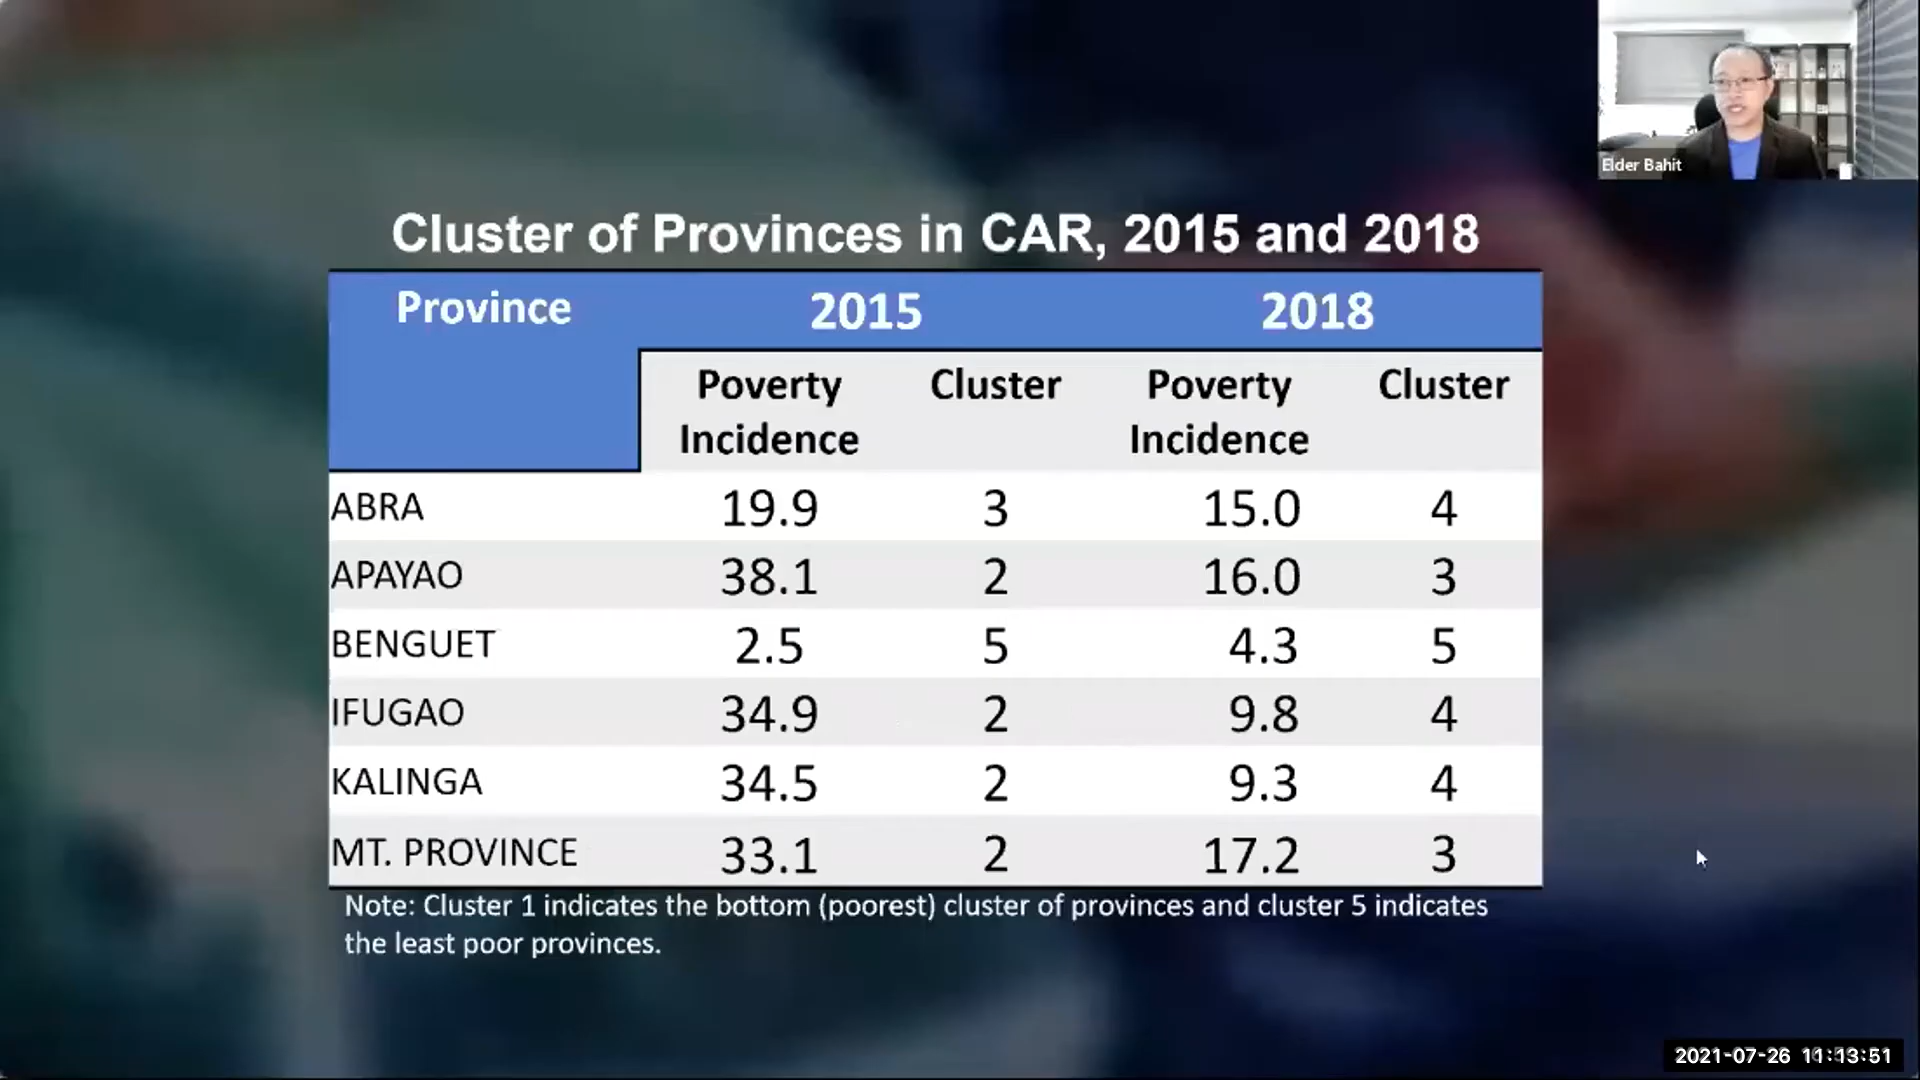 Elder Bahit
Cluster of Provinces in CAR, 2015 and 2018
Province 2015 2018
Poverty Incidence Cluster Poverty Incidence Cluster
ABRA 19.9 3 15.0 4
APAYAO 38.1 2 16.0 3
BENGUET 2.5 5 4.3 5
IFUGAO 34.9 2 9.8 4
KALINGA 34.5 2 9.3 4
MT. PROVINCE 33.1 2 17.2 3
Note: Cluster 1 indicates the bottom (poorest) cluster of provinces and cluster 5 indicates
the least poor provinces.
2021-07-26 11:13:51